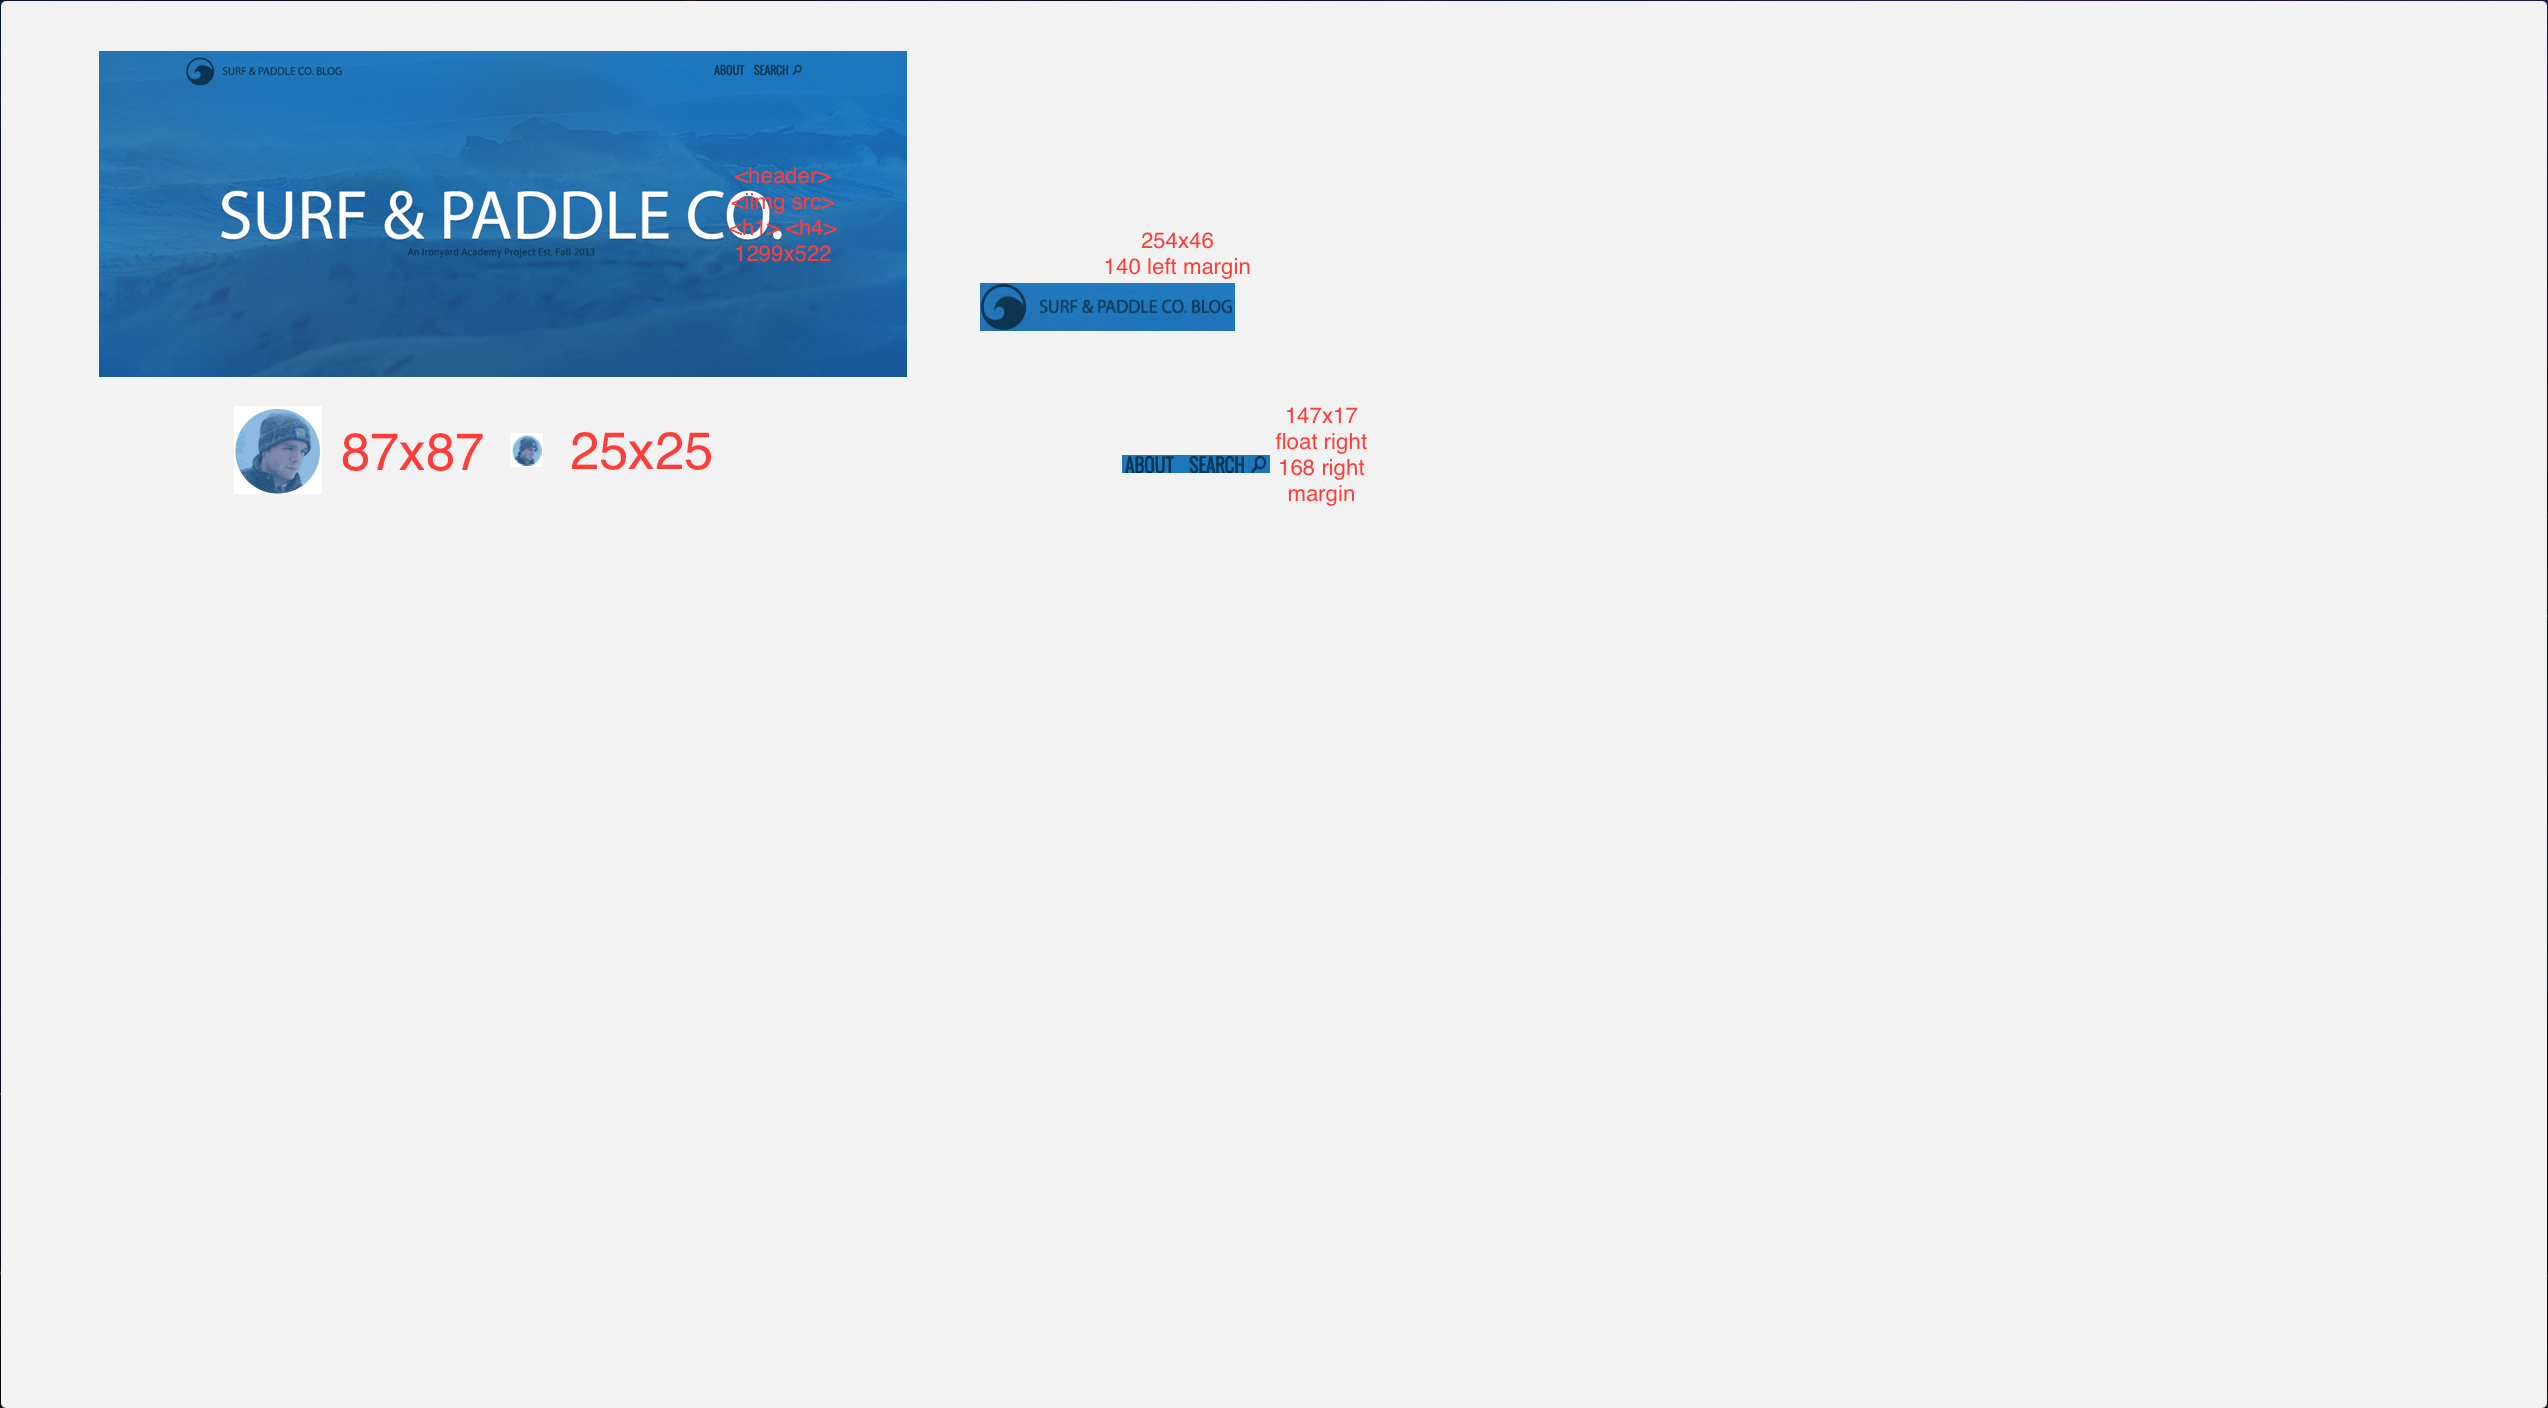 SURF & PADDLE CO. BLOG
ABOUT SEARCH
SURF & PADDLE CO.
An Ironyard Academy Project Est. Fall 2013
<header>
<iimg src>
<h1> <h4>
1299x522
254x46
140 left margin
SURF & PADDLE CO. BLOG
87x87
25x25
ABOUT SEARCH
147x17
float right
168 right
margin